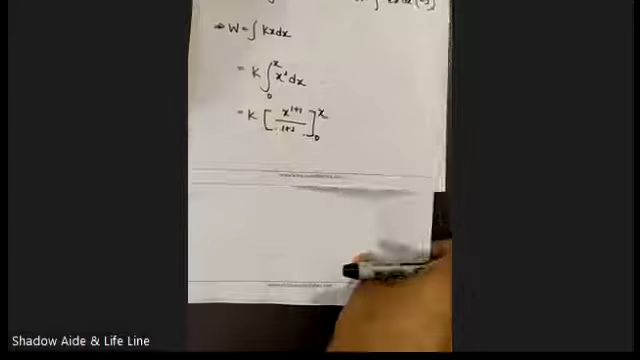 ⇒ W = ∫ Kx dx
= K ∫₀ˣ x¹ dx
= K [ x¹⁺¹ / 1+1 ]₀ˣ
Shadow Aide & Life Line